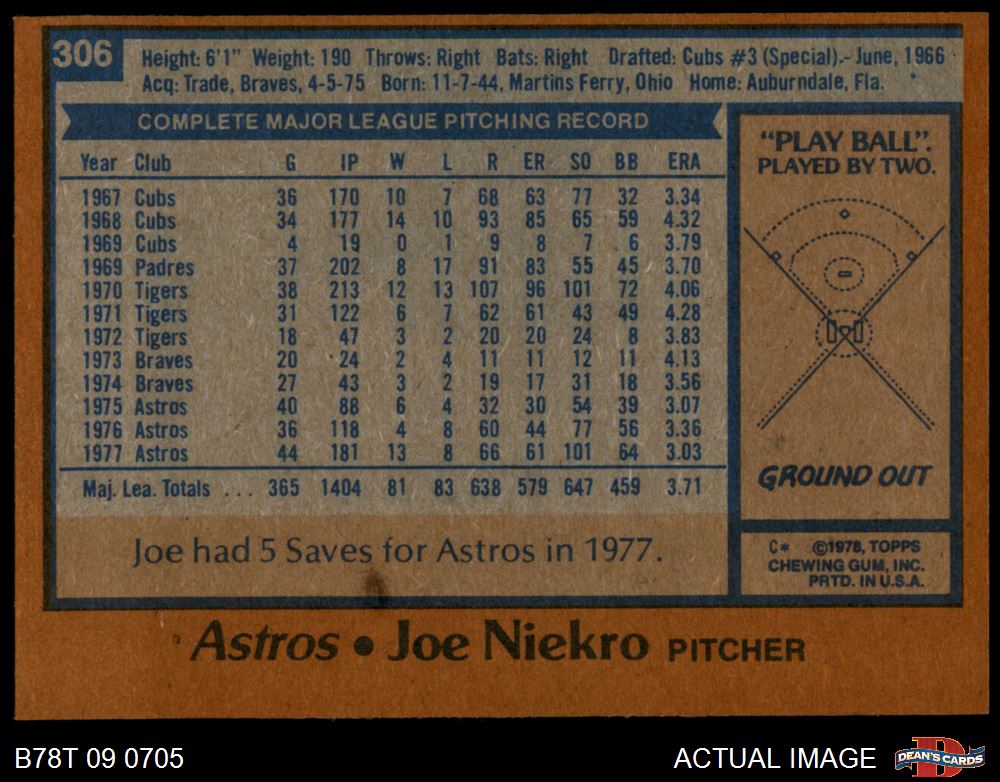 306
Height: 6'1" Weight: 190 Throws: Right Bats: Right Drafted: Cubs #3 (Special).- June, 1966
Acq: Trade, Braves, 4-5-75 Born: 11-7-44, Martins Ferry, Ohio Home: Auburndale, Fla.
COMPLETE MAJOR LEAGUE PITCHING RECORD
Year Club G IP W L R ER SO BB ERA
1967 Cubs 36 170 10 7 68 63 77 32 3.34
1968 Cubs 34 177 14 10 93 85 65 59 4.32
1969 Cubs 4 19 0 1 9 8 7 6 3.79
1969 Padres 37 202 8 17 91 83 55 45 3.70
1970 Tigers 38 213 12 13 107 96 101 72 4.06
1971 Tigers 31 122 6 7 62 61 43 49 4.28
1972 Tigers 18 47 3 2 20 20 24 8 3.83
1973 Braves 20 24 2 4 11 11 12 11 4.13
1974 Braves 27 43 3 2 19 17 31 18 3.56
1975 Astros 40 88 6 4 32 30 54 39 3.07
1976 Astros 36 118 4 8 60 44 77 56 3.36
1977 Astros 44 181 13 8 66 61 101 64 3.03
Maj. Lea. Totals ... 365 1404 81 83 638 579 647 459 3.71
Joe had 5 Saves for Astros in 1977.
"PLAY BALL".
PLAYED BY TWO.
GROUND OUT
C* ©1978, TOPPS
CHEWING GUM, INC.
PRTD. IN U.S.A.
Astros • Joe Niekro PITCHER
B78T 09 0705
ACTUAL IMAGE
D
DEAN'S CARDS